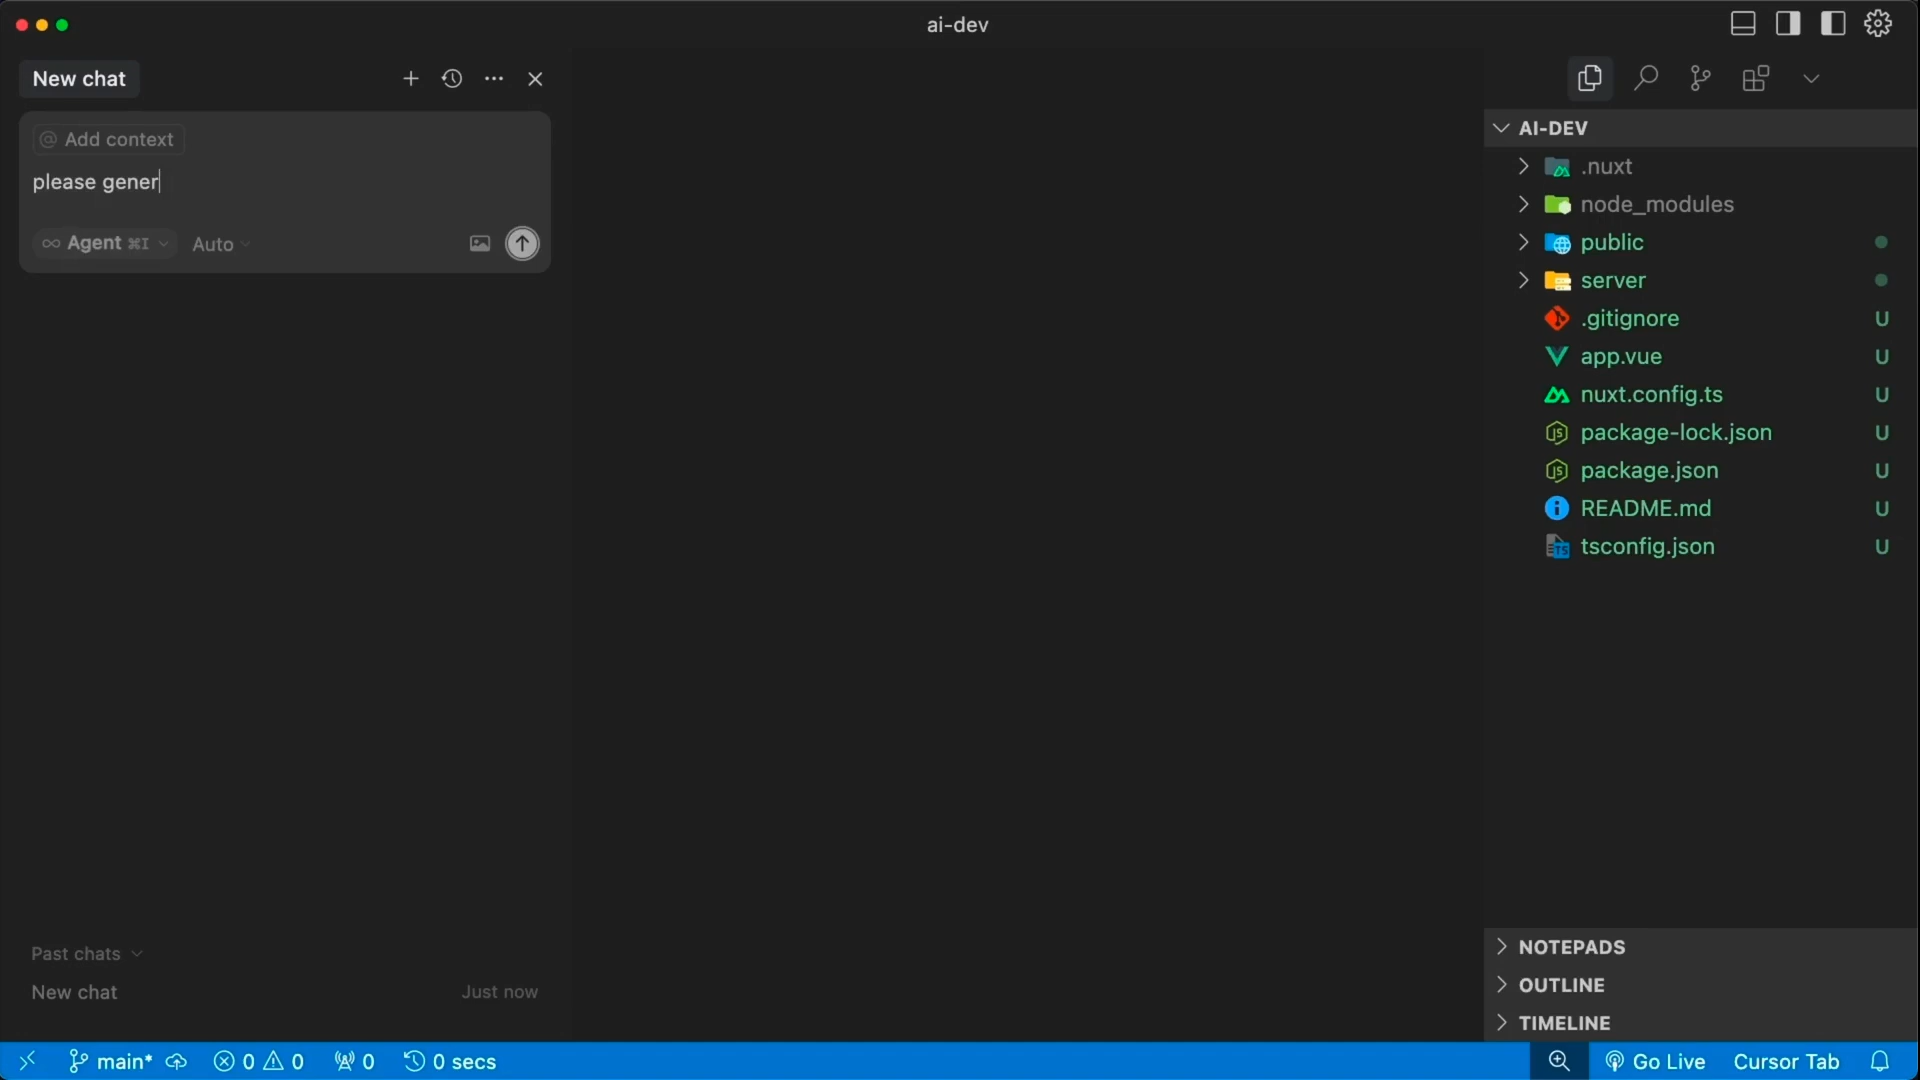 ai-dev
New chat
@ Add context
please gener
Agent ⌘I
Auto
Past chats
New chat
Just now
AI-DEV
.nuxt
node_modules
public
server
.gitignore U
app.vue U
nuxt.config.ts U
package-lock.json U
package.json U
README.md U
tsconfig.json U
NOTEPADS
OUTLINE
TIMELINE
main* 0 0 0 0 secs Go Live Cursor Tab